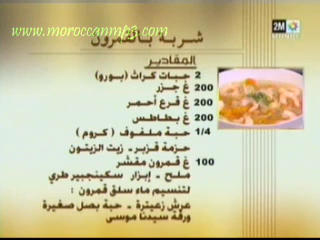 www.moroccanmp3.com
2M
شربة بالقمرون
المقادير
2 حبات كراث (بورو)
200 غ جزر
200 غ قرع أحمر
200 غ بطاطس
1/4 حبة ملفوف ( كروم )
حزمة قزبر - زيت الزيتون
100 غ قمرون مقشر
ملح - إبزار سكينجبير طري
لتنسيم ماء سلق قمرون :
عرش زعيترة - حبة بصل صغيرة
ورقة سيدنا موسى